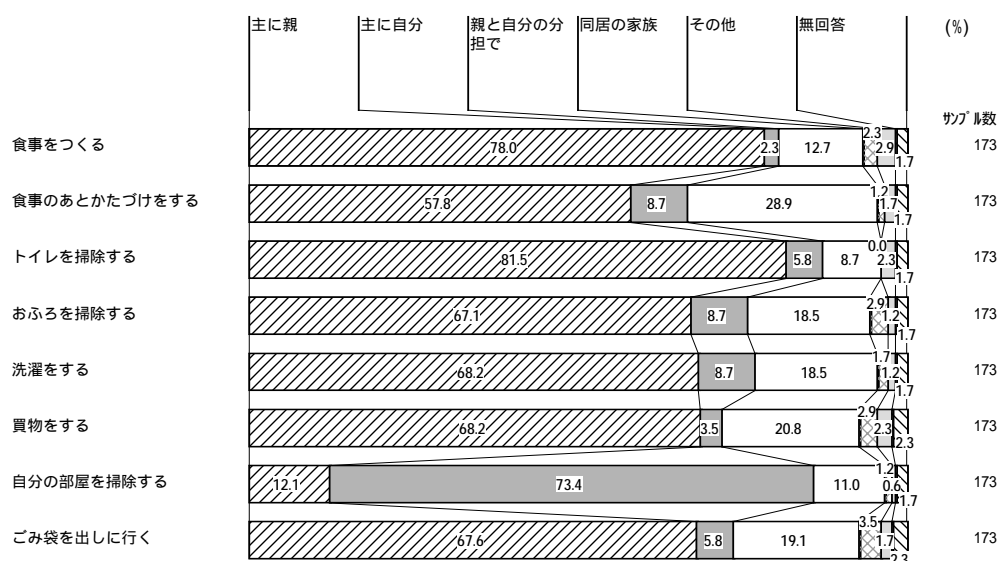 主に親 主に自分 親と自分の分担で 同居の家族 その他 無回答 (%)
ｻﾝﾌﾟﾙ数
食事をつくる 78.0 2.3 12.7 2.3 2.9 1.7 173
食事のあとかたづけをする 57.8 8.7 28.9 1.2 1.7 1.7 173
トイレを掃除する 81.5 5.8 8.7 0.0 2.3 1.7 173
おふろを掃除する 67.1 8.7 18.5 2.9 1.2 1.7 173
洗濯をする 68.2 8.7 18.5 1.7 1.2 1.7 173
買物をする 68.2 3.5 20.8 2.9 2.3 2.3 173
自分の部屋を掃除する 12.1 73.4 11.0 1.2 0.6 1.7 173
ごみ袋を出しに行く 67.6 5.8 19.1 3.5 1.7 2.3 173